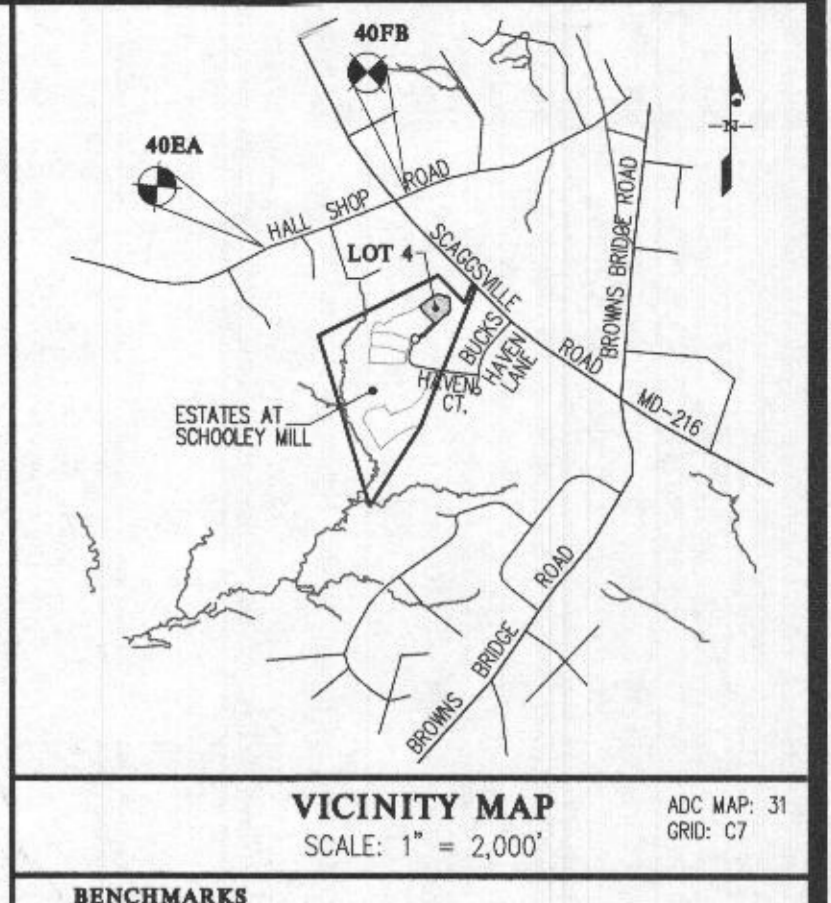 40FB
40EA
N
HALL SHOP ROAD
LOT 4
SCAGGSVILLE ROAD
MD-216
BROWNS BRIDGE ROAD
BUCKS HAVEN LANE
HAVEN CT.
ESTATES AT
SCHOOLEY MILL
BROWNS BRIDGE ROAD
VICINITY MAP
SCALE: 1" = 2,000'
ADC MAP: 31
GRID: C7
BENCHMARKS